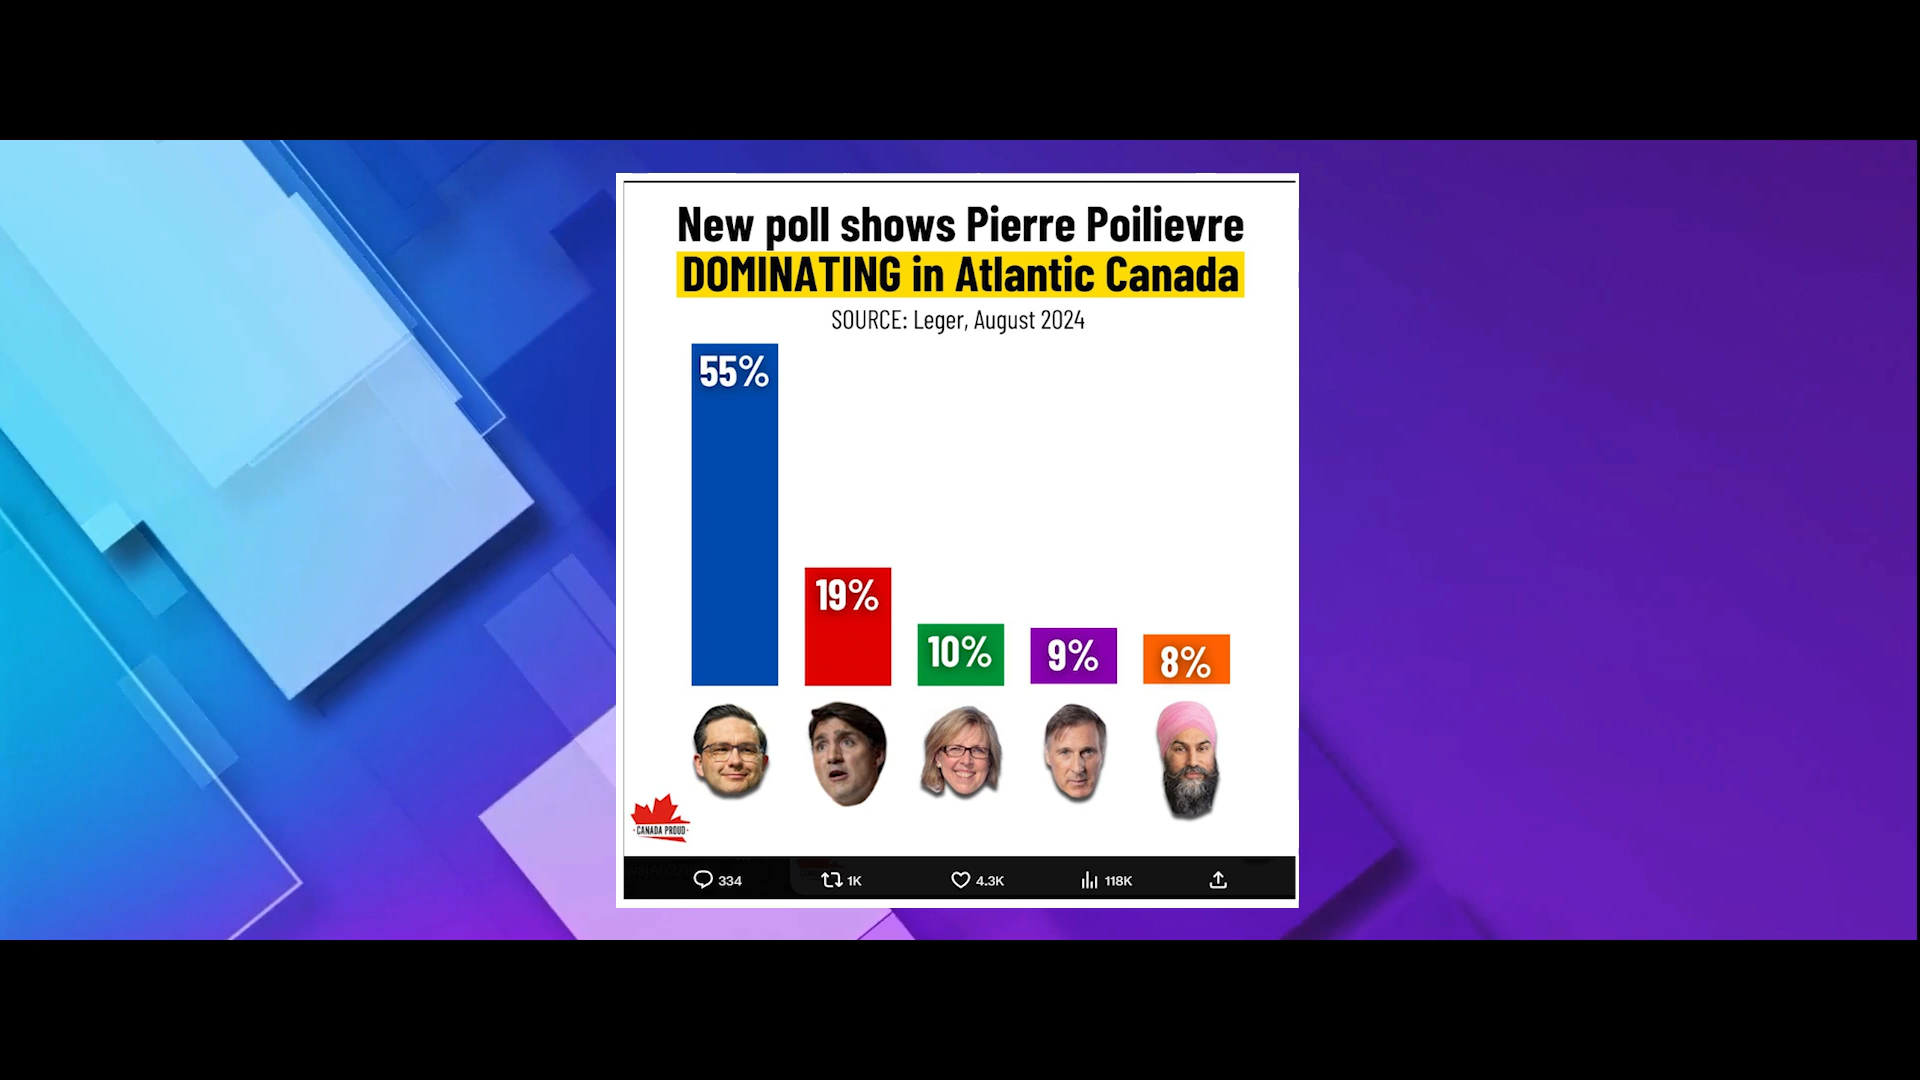 New poll shows Pierre Poilievre
DOMINATING in Atlantic Canada
SOURCE: Leger, August 2024
55%
19%
10%
9%
8%
CANADA PROUD
334
1K
4.3K
118K